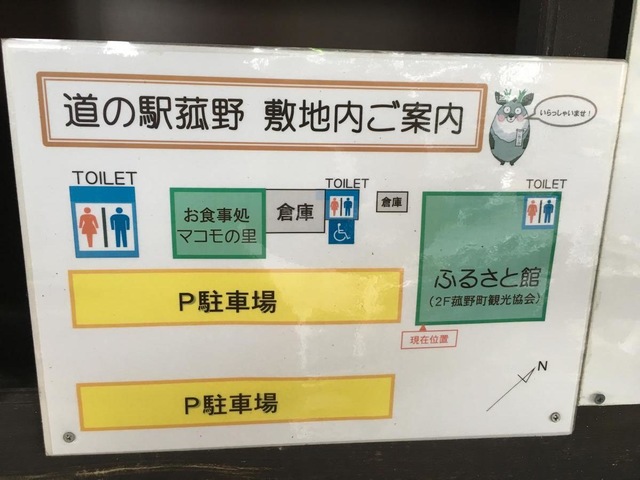 道の駅菰野 敷地内ご案内
いらっしゃいませ！
TOILET
お食事処
マコモの里
倉庫
TOILET
倉庫
TOILET
ふるさと館
(2F菰野町観光協会)
P駐車場
現在位置
P駐車場
N